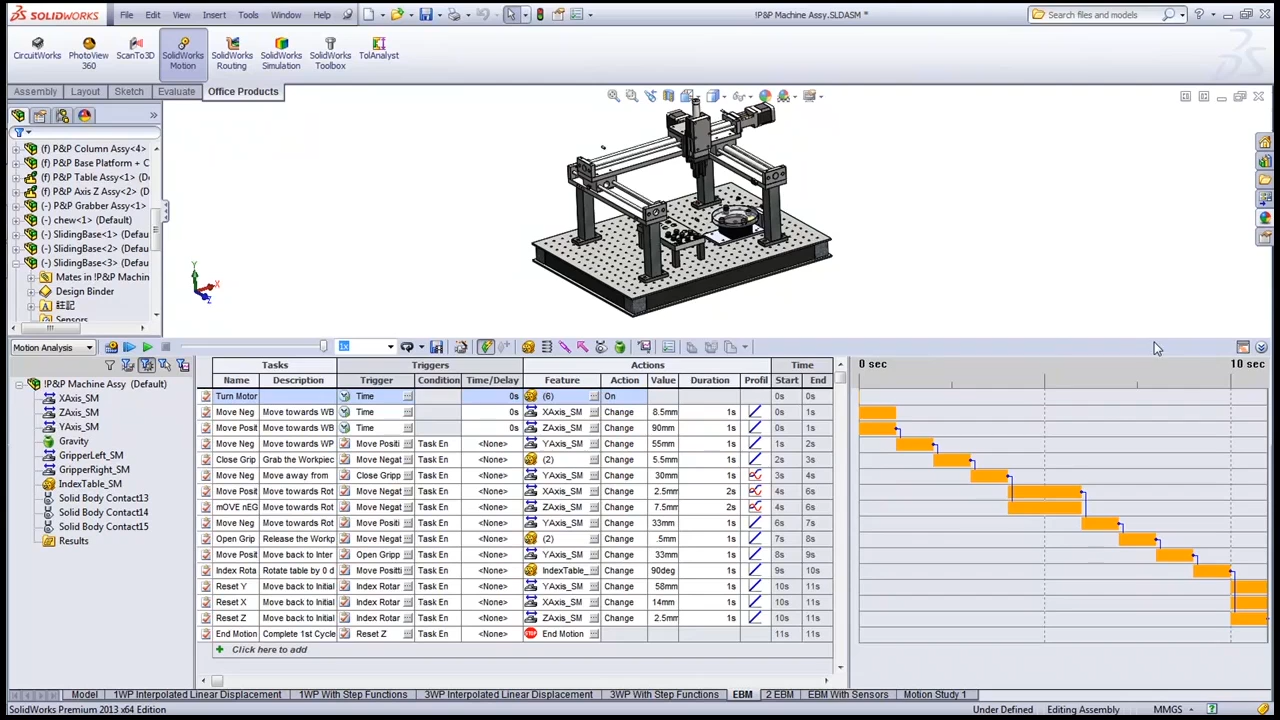 SOLIDWORKS File Edit View Insert Tools Window Help !P&P Machine Assy.SLDASM * Search files and models
CircuitWorks PhotoView 360 ScanTo3D SolidWorks Motion SolidWorks Routing SolidWorks Simulation SolidWorks Toolbox TolAnalyst
Assembly Layout Sketch Evaluate Office Products
(f) P&P Column Assy<4>
(f) P&P Base Platform + C
(f) P&P Table Assy<1> (D
(f) P&P Axis Z Assy<2> (D
(-) P&P Grabber Assy<1>
(-) chew<1> (Default)
(-) SlidingBase<1> (Defau
(-) SlidingBase<2> (Defau
(-) SlidingBase<3> (Defau
Mates in !P&P Machin
Design Binder
註記
Sensors
Y X Z
Motion Analysis 1x
!P&P Machine Assy (Default)
XAxis_SM
ZAxis_SM
YAxis_SM
Gravity
GripperLeft_SM
GripperRight_SM
IndexTable_SM
Solid Body Contact13
Solid Body Contact14
Solid Body Contact15
Results
Tasks Triggers Actions Time 0 sec 10 sec
Name Description Trigger Condition Time/Delay Feature Action Value Duration Profil Start End
Turn Motor Time 0s (6) On 0s 0s
Move Neg Move towards WB Time 0s XAxis_SM Change 8.5mm 1s 0s 1s
Move Posit Move towards WB Time 0s ZAxis_SM Change 90mm 1s 0s 1s
Move Neg Move towards WP Move Positi Task En <None> YAxis_SM Change 55mm 1s 1s 2s
Close Grip Grab the Workpiec Move Negat Task En <None> (2) Change 5.5mm 1s 2s 3s
Move Neg Move away from Close Gripp Task En <None> YAxis_SM Change 30mm 1s 3s 4s
Move Posit Move towards Rot Move Negat Task En <None> XAxis_SM Change 2.5mm 2s 4s 6s
mOVE nEG Move towards Rot Move Negat Task En <None> ZAxis_SM Change 7.5mm 2s 4s 6s
Move Neg Move towards Rot Move Positi Task En <None> YAxis_SM Change 33mm 1s 6s 7s
Open Grip Release the Workp Move Negat Task En <None> (2) Change .5mm 1s 7s 8s
Move Posit Move back to Inter Open Gripp Task En <None> YAxis_SM Change 33mm 1s 8s 9s
Index Rota Rotate table by 0 d Move Positi Task En <None> IndexTable_ Change 90deg 1s 9s 10s
Reset Y Move back to Initial Index Rotar Task En <None> YAxis_SM Change 58mm 1s 10s 11s
Reset X Move back to Initial Index Rotar Task En <None> XAxis_SM Change 14mm 1s 10s 11s
Reset Z Move back to Initial Index Rotar Task En <None> ZAxis_SM Change 2.5mm 1s 10s 11s
End Motion Complete 1st Cycle Reset Z Task En <None> STOP End Motion 11s 11s
Click here to add
Model 1WP Interpolated Linear Displacement 1WP With Step Functions 3WP Interpolated Linear Displacement 3WP With Step Functions EBM 2 EBM EBM With Sensors Motion Study 1
SolidWorks Premium 2013 x64 Edition Under Defined Editing Assembly MMGS